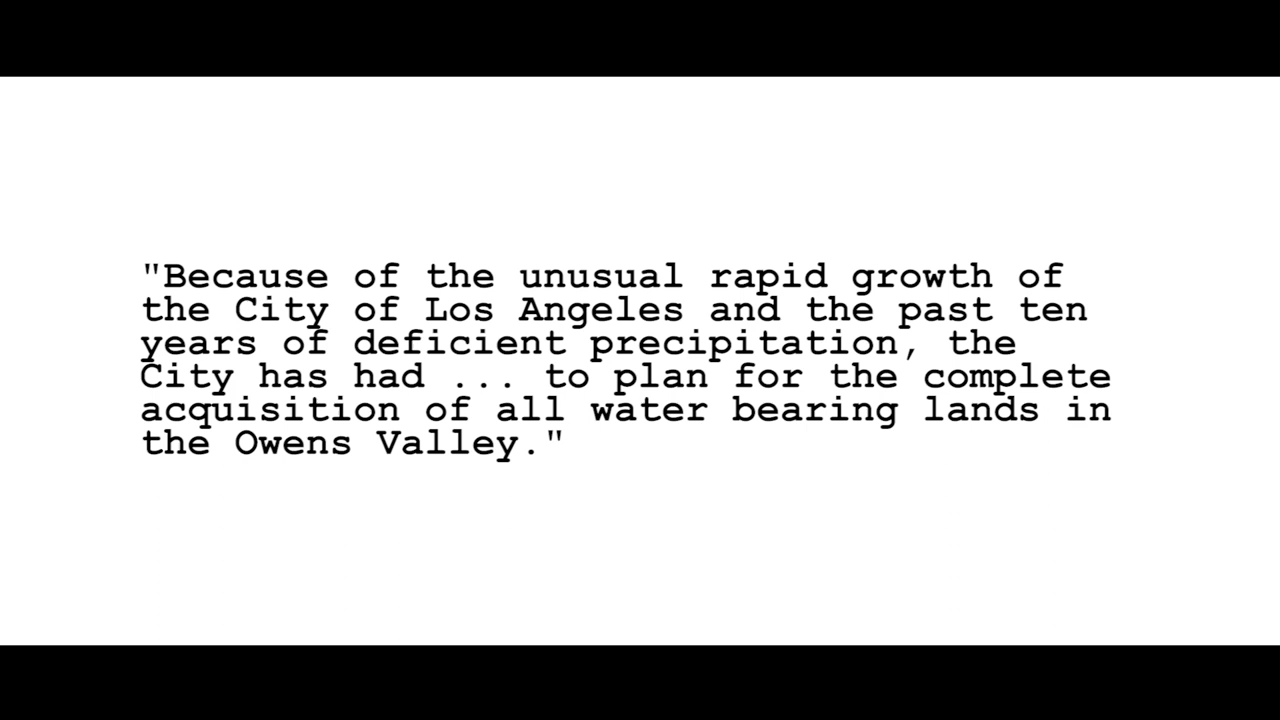 "Because of the unusual rapid growth of
the City of Los Angeles and the past ten
years of deficient precipitation, the
City has had ... to plan for the complete
acquisition of all water bearing lands in
the Owens Valley."